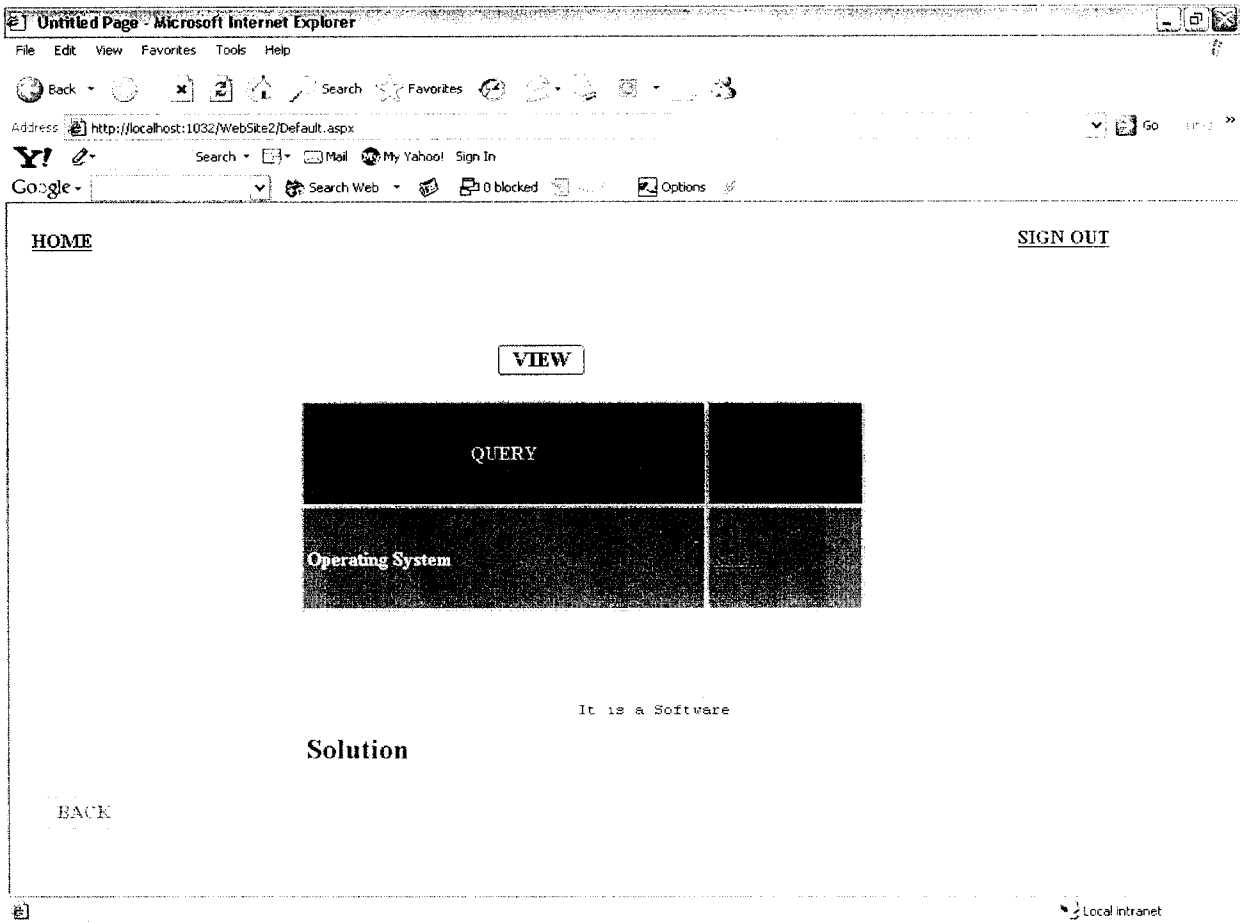 Untitled Page - Microsoft Internet Explorer
File Edit View Favorites Tools Help
Back Search Favorites
Address http://localhost:1032/WebSite2/Default.aspx Go
Y! Search Mail My Yahoo! Sign In
Google Search Web 0 blocked Options
HOME SIGN OUT
VIEW
QUERY
Operating System
It is a Software
Solution
BACK
Local intranet